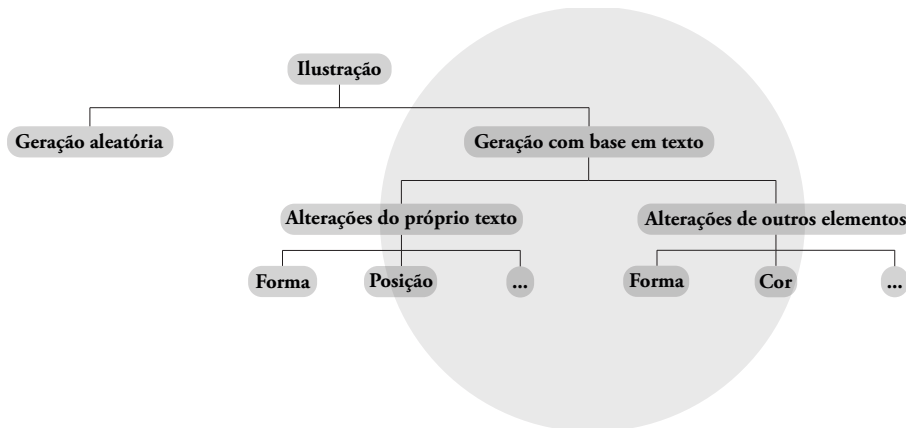 Ilustração
Geração aleatória
Geração com base em texto
Alterações do próprio texto
Alterações de outros elementos
Forma
Posição
...
Forma
Cor
...